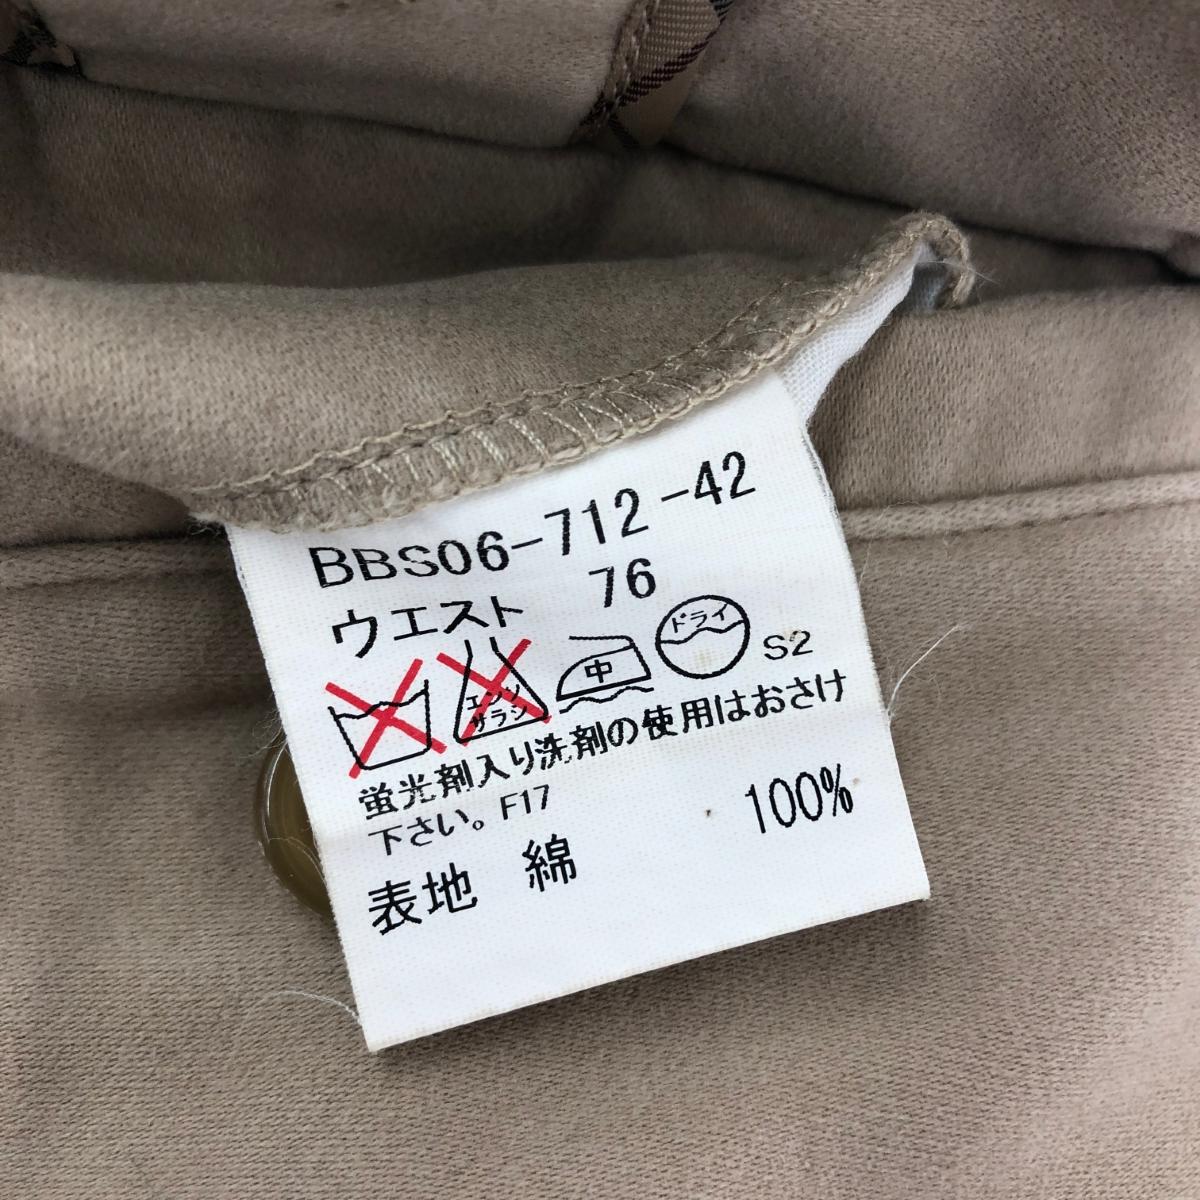 BBS06-712-42
ウエスト 76
エンソサラシ 中 ドライ S2
蛍光剤入り洗剤の使用はおさけ
下さい。F17
表地 綿 100%